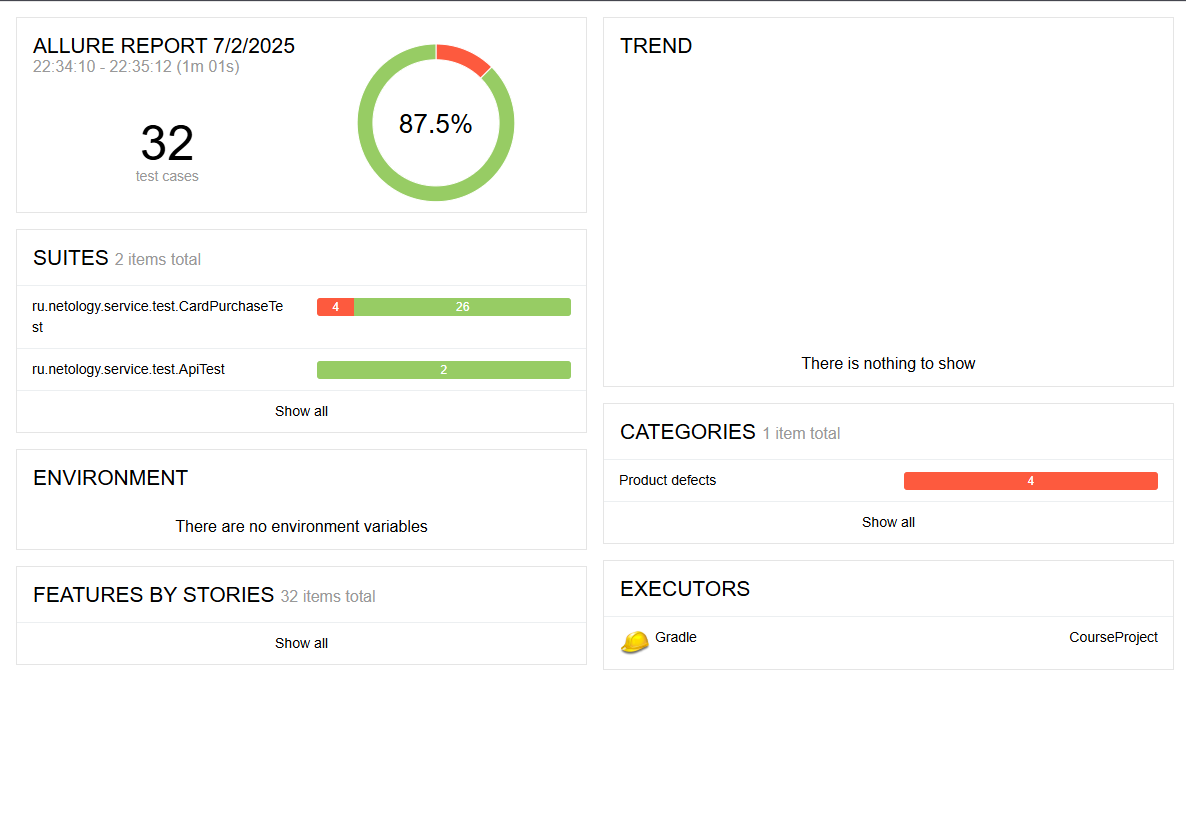 ALLURE REPORT 7/2/2025
22:34:10 - 22:35:12 (1m 01s)
32
test cases
87.5%
SUITES 2 items total
ru.netology.service.test.CardPurchaseTe
st
4 26
ru.netology.service.test.ApiTest
2
Show all
ENVIRONMENT
There are no environment variables
FEATURES BY STORIES 32 items total
Show all
TREND
There is nothing to show
CATEGORIES 1 item total
Product defects 4
Show all
EXECUTORS
Gradle CourseProject